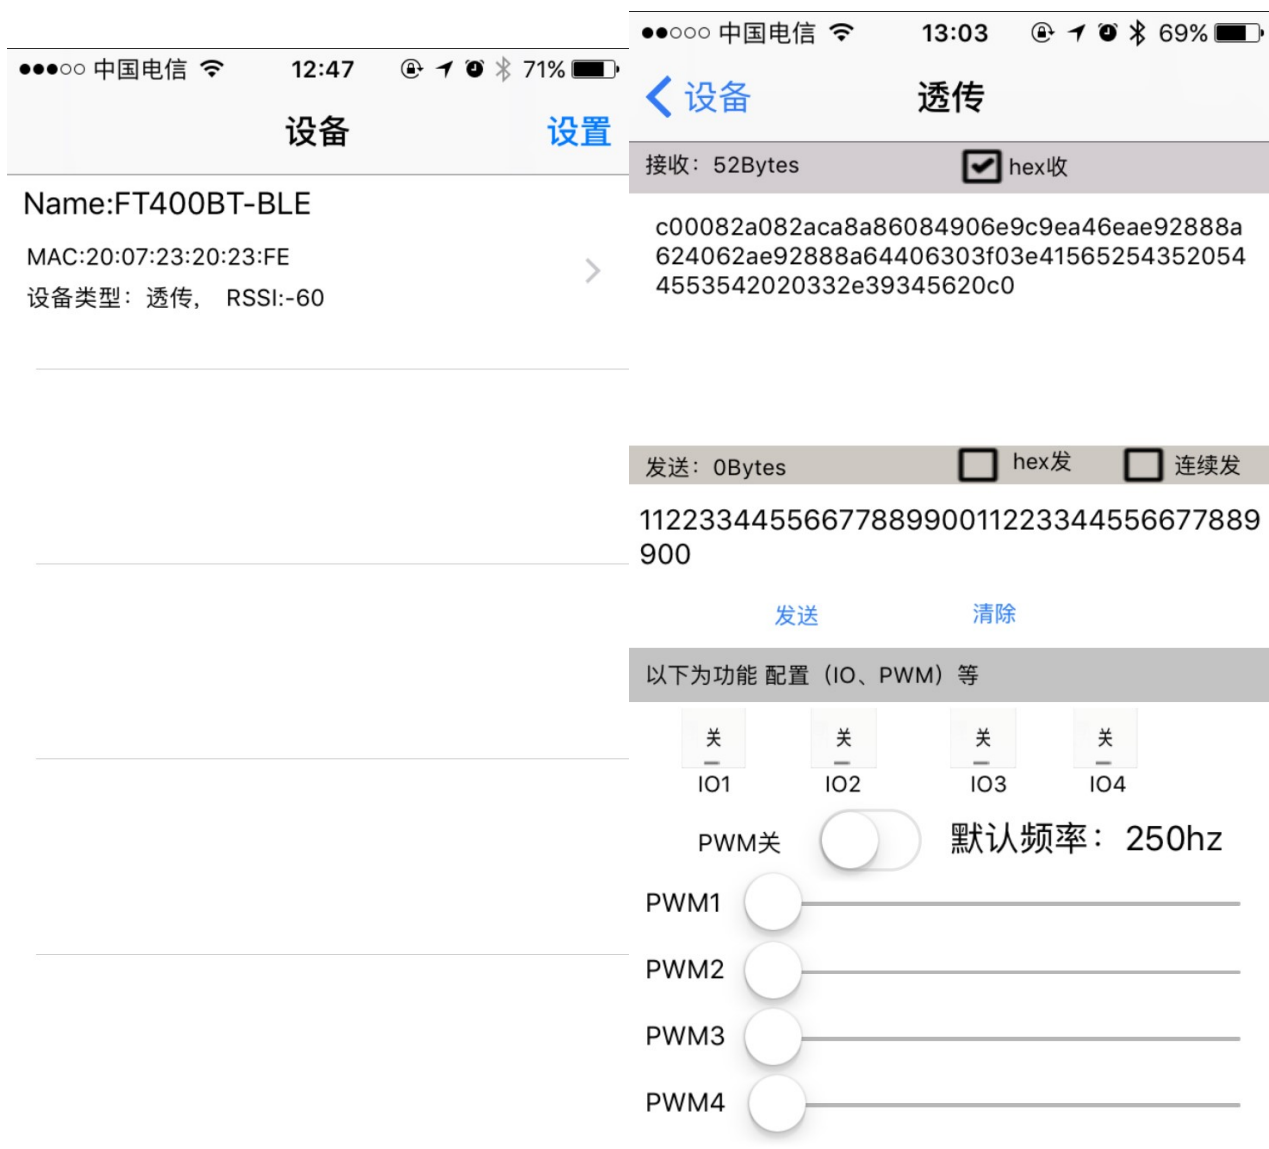 中国电信
12:47
71%
设备
设置
Name:FT400BT-BLE
MAC:20:07:23:20:23:FE
设备类型：透传， RSSI:-60
中国电信
13:03
69%
设备
透传
接收：52Bytes
hex收
c00082a082aca8a86084906e9c9ea46eae92888a
624062ae92888a64406303f03e41565254352054
4553542020332e39345620c0
发送：0Bytes
hex发
连续发
1122334455667788990011223344556677889
900
发送
清除
以下为功能 配置（IO、PWM）等
关
关
关
关
IO1
IO2
IO3
IO4
PWM关
默认频率：250hz
PWM1
PWM2
PWM3
PWM4